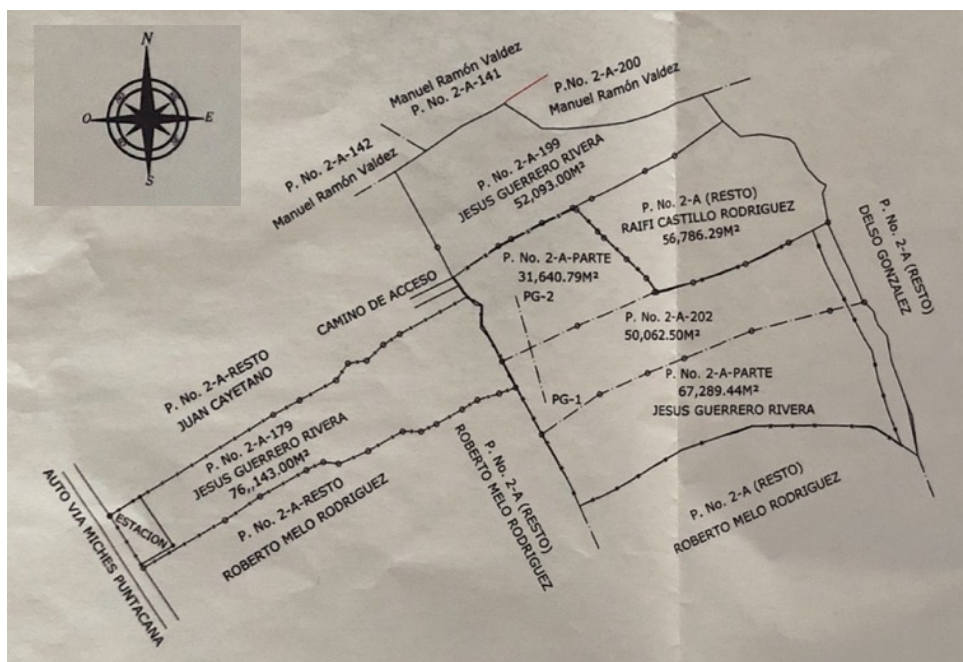 N
O
E
S
Manuel Ramón Valdez
P. No. 2-A-141
P.No. 2-A-200
Manuel Ramón Valdez
P. No. 2-A-142
Manuel Ramón Valdez
P. No. 2-A-199
JESUS GUERRERO RIVERA
52,093.00M²
P. No. 2-A (RESTO)
RAIFI CASTILLO RODRIGUEZ
56,786.29M²
P. No. 2-A (RESTO)
DELSO GONZALEZ
P. No. 2-A-PARTE
31,640.79M²
PG-2
CAMINO DE ACCESO
P. No. 2-A-202
50,062.50M²
P. No. 2-A-RESTO
JUAN CAYETANO
P. No. 2-A-PARTE
67,289.44M²
JESUS GUERRERO RIVERA
PG-1
P. No. 2-A-179
JESUS GUERRERO RIVERA
76,,143.00M²
P. No. 2-A (RESTO)
ROBERTO MELO RODRIGUEZ
P. No. 2-A (RESTO)
ROBERTO MELO RODRIGUEZ
P. No. 2-A-RESTO
ROBERTO MELO RODRIGUEZ
ESTACION
AUTO VIA MICHES PUNTACANA